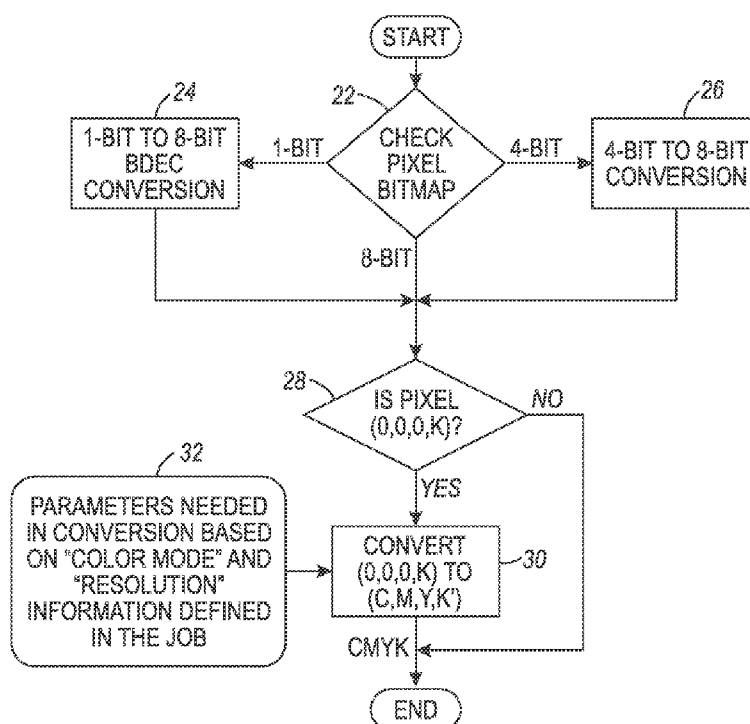 START
24
22
26
1-BIT TO 8-BIT
BDEC
CONVERSION
1-BIT
CHECK
PIXEL
BITMAP
4-BIT
4-BIT TO 8-BIT
CONVERSION
8-BIT
28
IS PIXEL
(0,0,0,K)?
NO
YES
32
PARAMETERS NEEDED
IN CONVERSION BASED
ON "COLOR MODE" AND
"RESOLUTION"
INFORMATION DEFINED
IN THE JOB
CONVERT
(0,0,0,K) TO
(C,M,Y,K')
30
CMYK
END